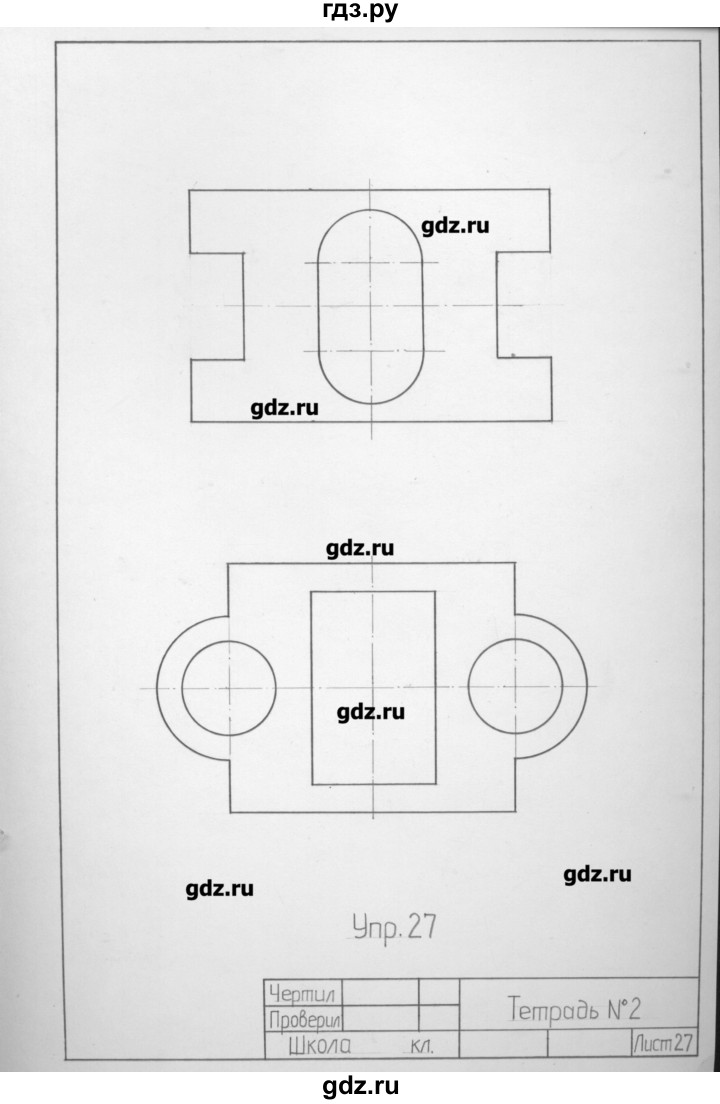 гдз.ру
gdz.ru
gdz.ru
gdz.ru
gdz.ru
gdz.ru
gdz.ru
Упр. 27
Чертил
Проверил
Тетрадь №2
Школа кл.
Лист 27
gdz.ru